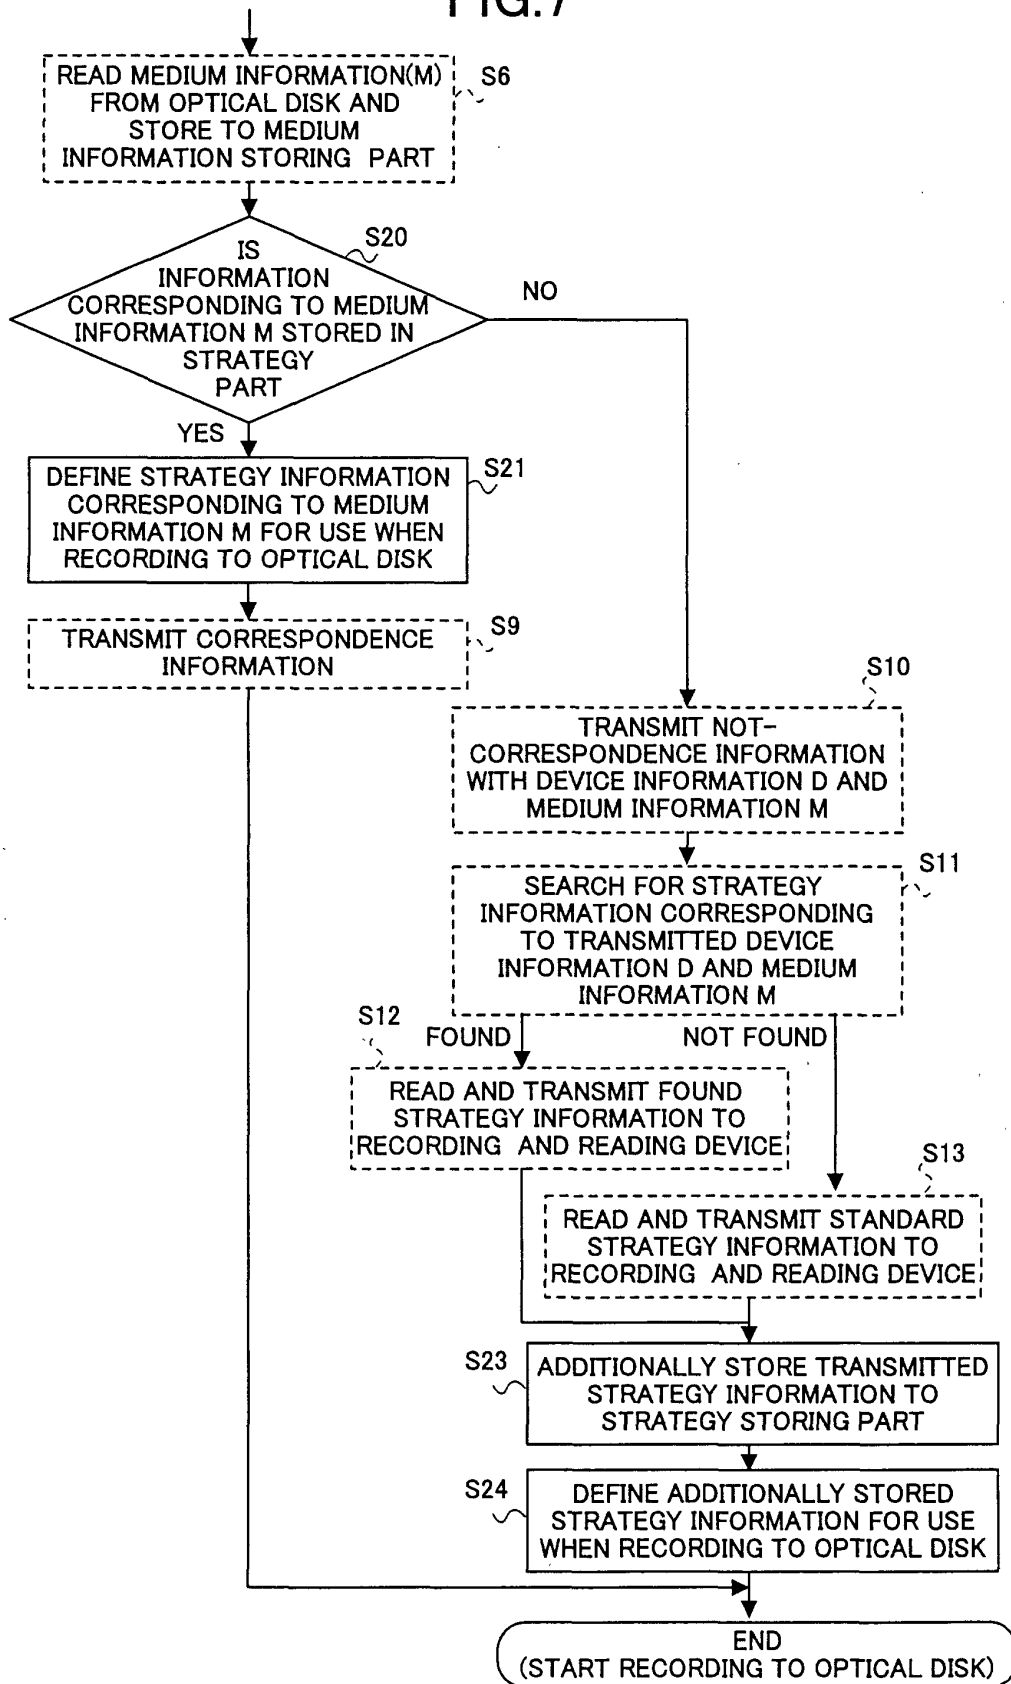 FIG.7
READ MEDIUM INFORMATION(M)
FROM OPTICAL DISK AND
STORE TO MEDIUM
INFORMATION STORING PART
S6
S20
IS
INFORMATION
CORRESPONDING TO MEDIUM
INFORMATION M STORED IN
STRATEGY
PART
NO
YES
DEFINE STRATEGY INFORMATION
CORRESPONDING TO MEDIUM
INFORMATION M FOR USE WHEN
RECORDING TO OPTICAL DISK
S21
TRANSMIT CORRESPONDENCE
INFORMATION
S9
S10
TRANSMIT NOT-
CORRESPONDENCE INFORMATION
WITH DEVICE INFORMATION D AND
MEDIUM INFORMATION M
S11
SEARCH FOR STRATEGY
INFORMATION CORRESPONDING
TO TRANSMITTED DEVICE
INFORMATION D AND MEDIUM
INFORMATION M
S12
FOUND
NOT FOUND
READ AND TRANSMIT FOUND
STRATEGY INFORMATION TO
RECORDING AND READING DEVICE
S13
READ AND TRANSMIT STANDARD
STRATEGY INFORMATION TO
RECORDING AND READING DEVICE
S23
ADDITIONALLY STORE TRANSMITTED
STRATEGY INFORMATION TO
STRATEGY STORING PART
S24
DEFINE ADDITIONALLY STORED
STRATEGY INFORMATION FOR USE
WHEN RECORDING TO OPTICAL DISK
END
(START RECORDING TO OPTICAL DISK)